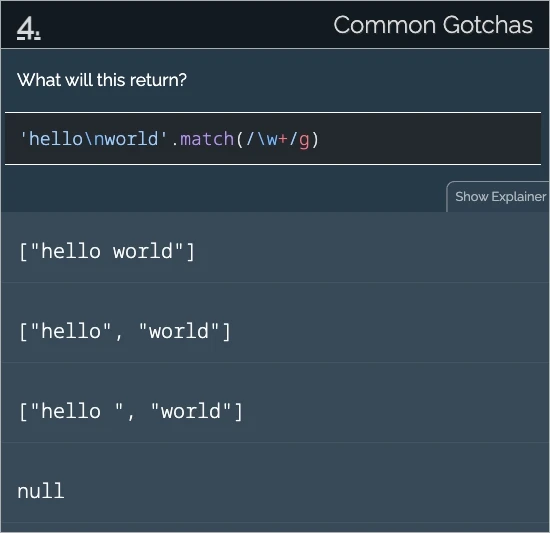 4.
Common Gotchas
What will this return?
'hello\nworld'.match(/\w+/g)
Show Explainer
["hello world"]
["hello", "world"]
["hello ", "world"]
null